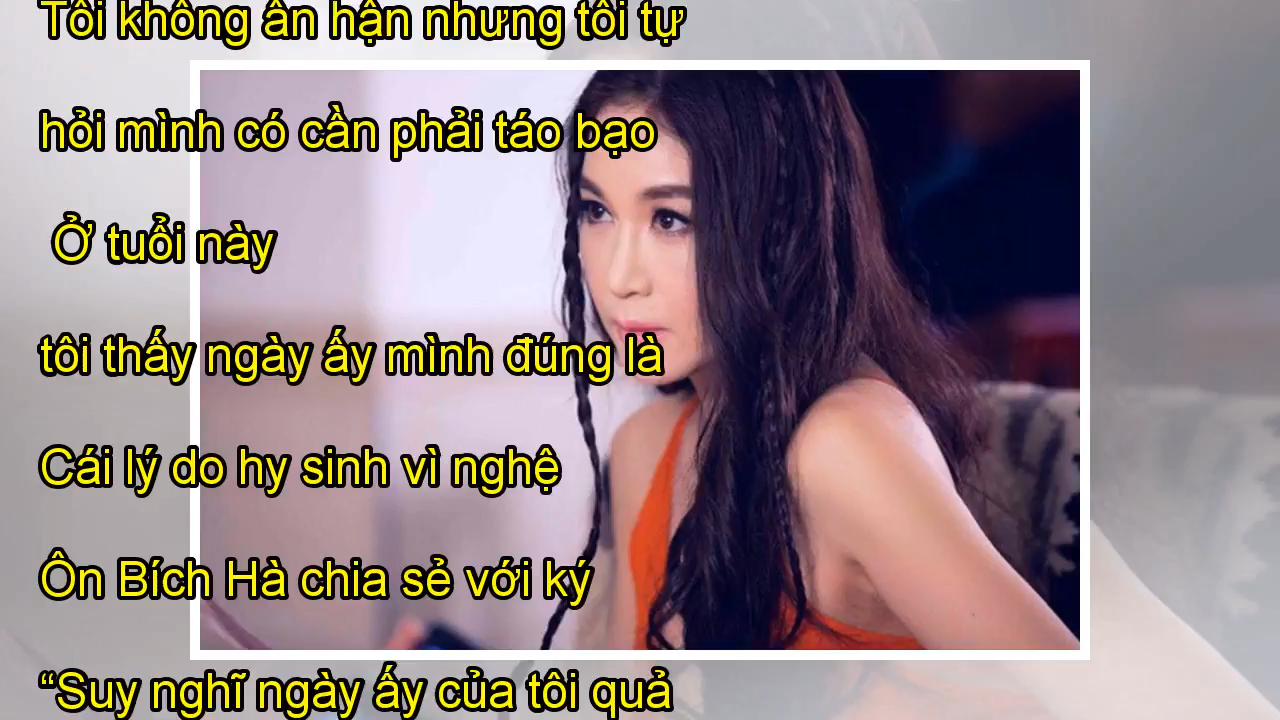 Tôi không ân hận nhưng tôi tự
hỏi mình có cần phải táo bạo
Ở tuổi này
tôi thấy ngày ấy mình đúng là
Cái lý do hy sinh vì nghệ
Ôn Bích Hà chia sẻ với ký
“Suy nghĩ ngày ấy của tôi quả